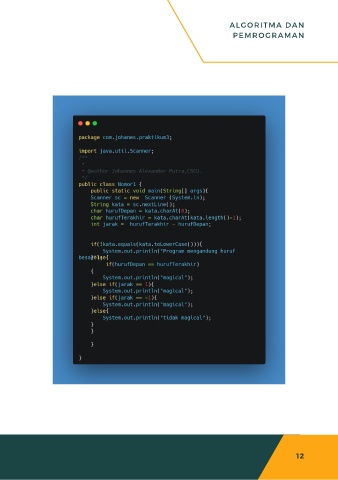 ALGORITMA DAN
PEMROGRAMAN
package com.johanes.praktikum3;
import java.util.Scanner;
/**
*
* @author Johannes Alexander Putra/TRPL
*/
public class Nomor1 {
public static void main(String[] args){
Scanner sc = new Scanner (System.in);
String kata = sc.nextLine();
char hurufDepan = kata.charAt(0);
char hurufTerakhir = kata.charAt(kata.length()-1);
int jarak = hurufTerakhir - hurufDepan;
if(!kata.equals(kata.toLowerCase())){
System.out.println("Program mengandung huruf
}else{
if(hurufDepan == hurufTerakhir)
{
System.out.println("magical");
}else if(jarak == 1){
System.out.println("magical");
}else if(jarak == -1){
System.out.println("magical");
}else{
System.out.println("tidak magical");
}
}
}
}
12